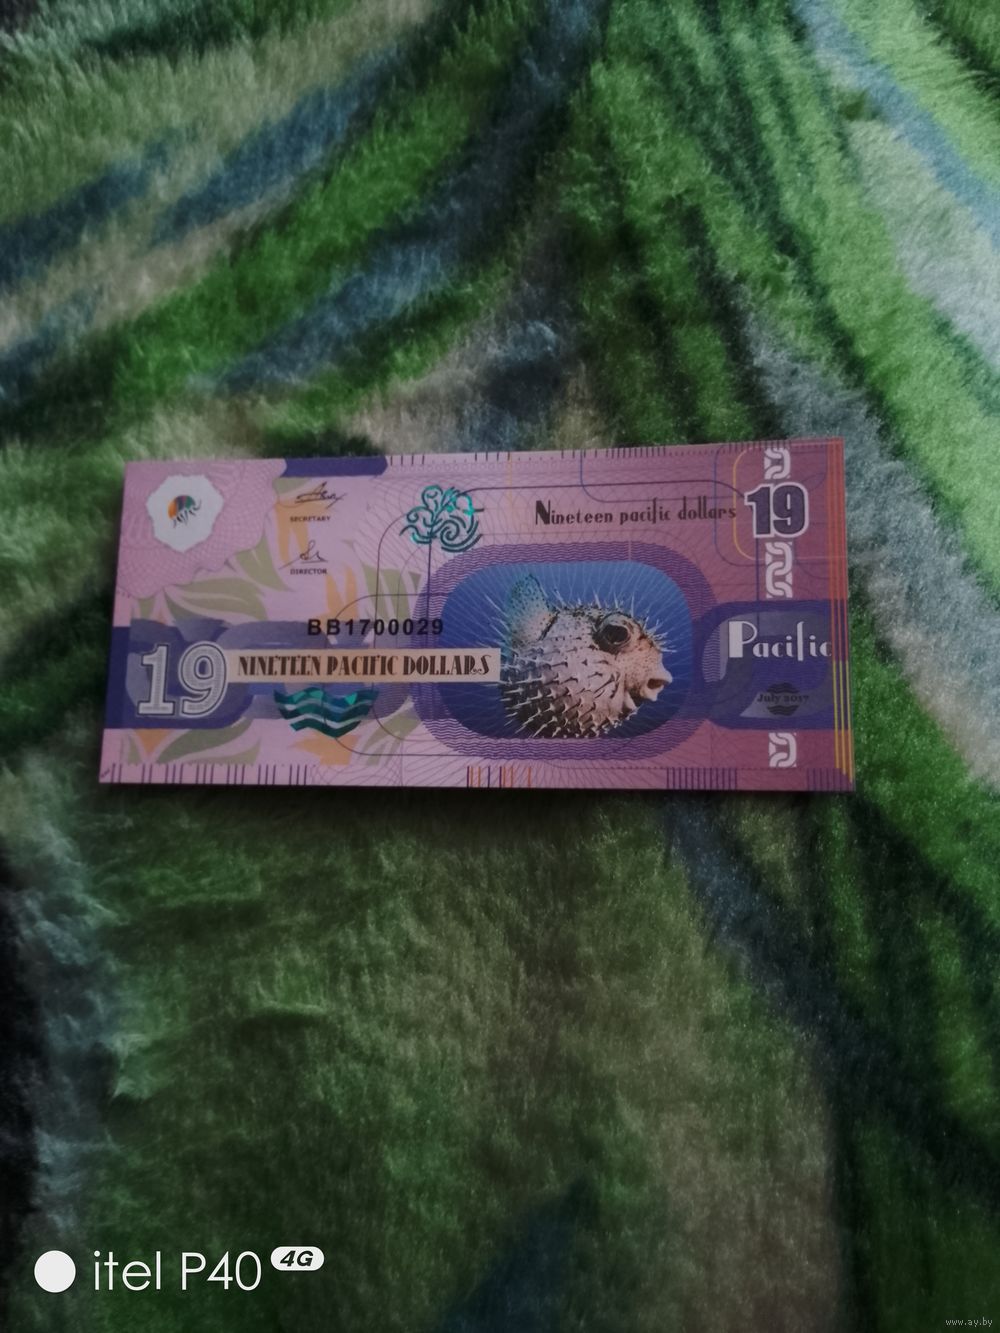 SECRETARY
DIRECTOR
Nineteen pacific dollars
19
BB1700029
19
NINETEEN PACIFIC DOLLARS
Pacific
July 2017
itel P40 4G
www.ay.by